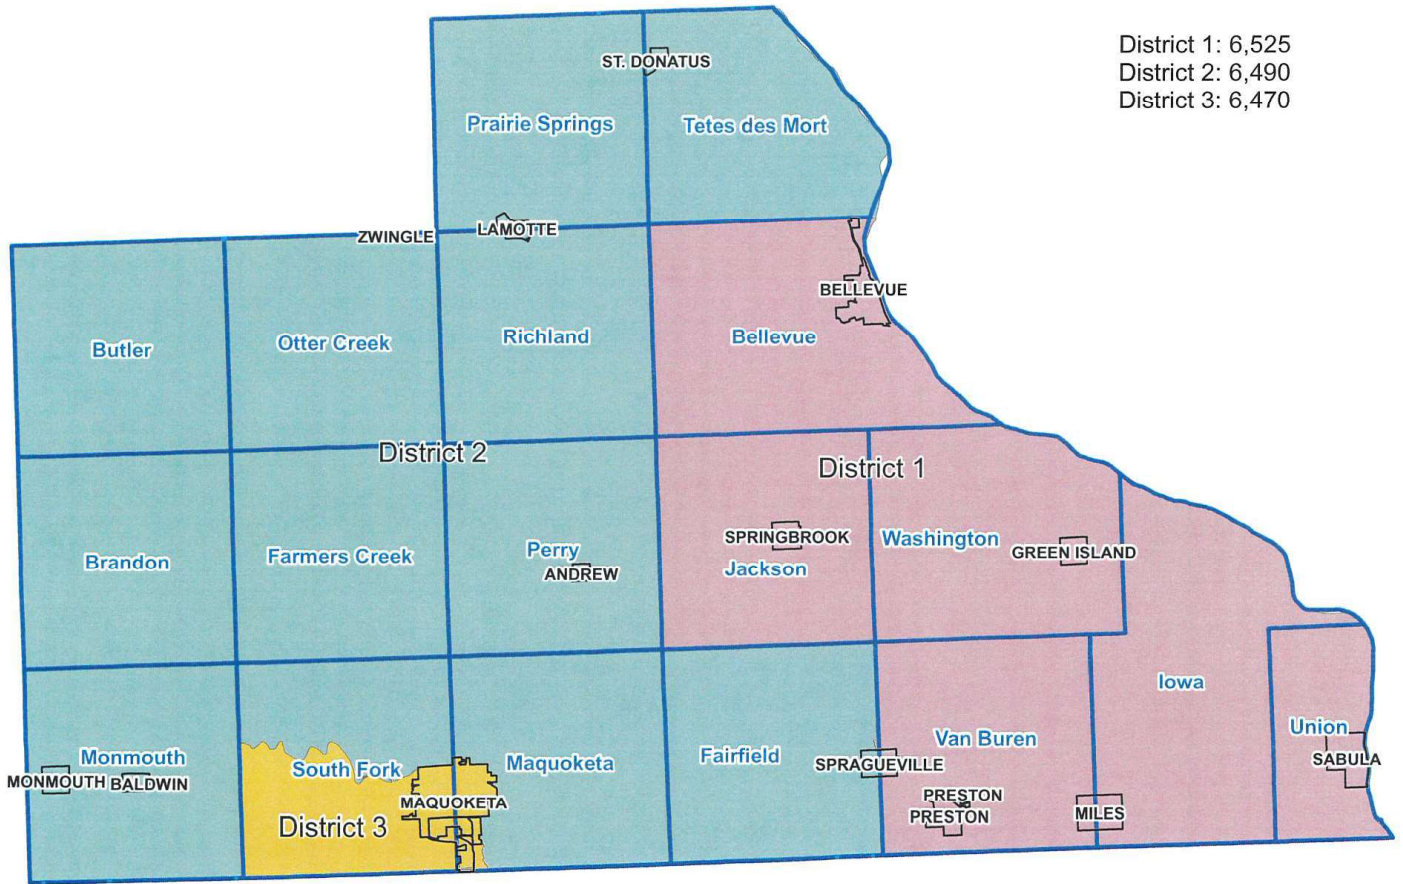 District 1: 6,525
District 2: 6,490
District 3: 6,470
ST. DONATUS
Prairie Springs
Tetes des Mort
ZWINGLE
LAMOTTE
BELLEVUE
Butler
Otter Creek
Richland
Bellevue
District 2
District 1
SPRINGBROOK
Washington
GREEN ISLAND
Brandon
Farmers Creek
Perry
ANDREW
Jackson
Iowa
Monmouth
South Fork
Maquoketa
Fairfield
Van Buren
Union
MONMOUTH
BALDWIN
SPRAGUEVILLE
SABULA
MAQUOKETA
PRESTON
PRESTON
MILES
District 3